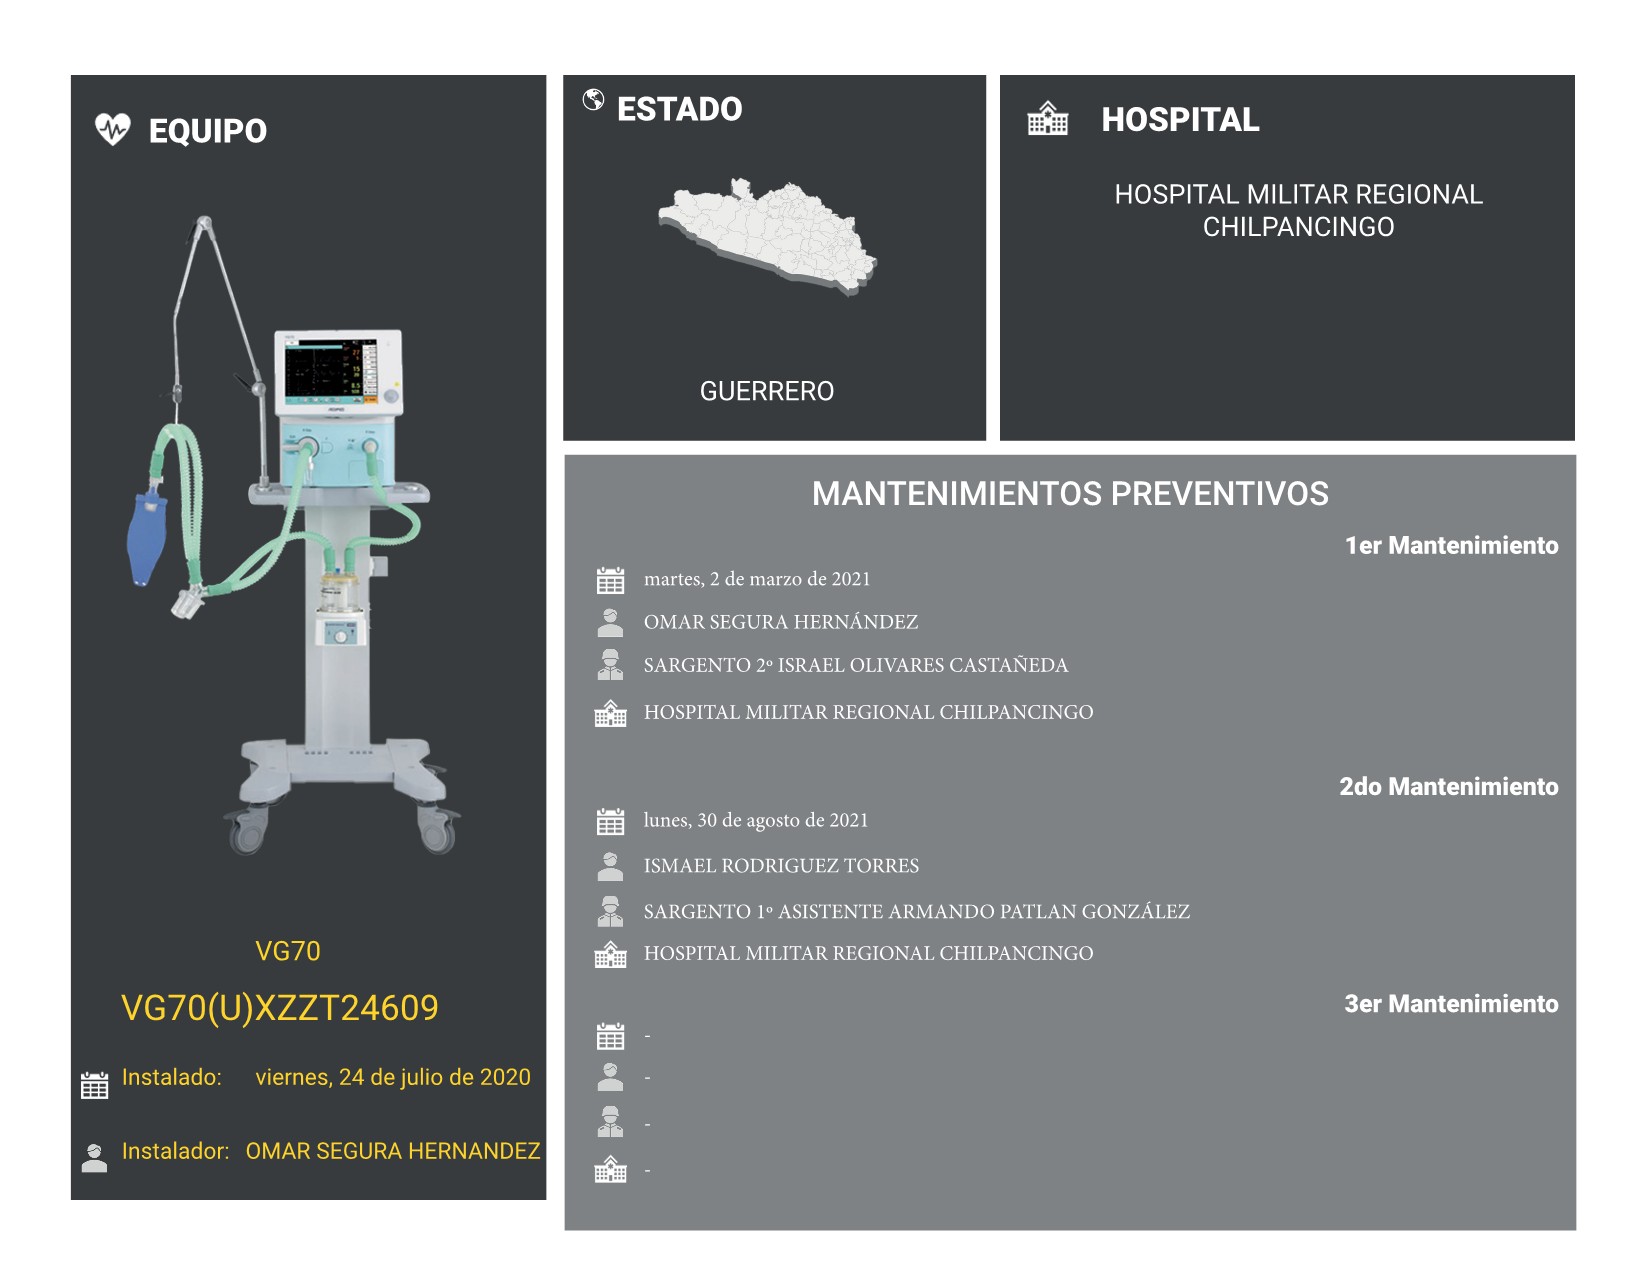 EQUIPO
VG70
VG70(U)XZZT24609
Instalado: viernes, 24 de julio de 2020
Instalador: OMAR SEGURA HERNANDEZ
ESTADO
GUERRERO
HOSPITAL
HOSPITAL MILITAR REGIONAL
CHILPANCINGO
MANTENIMIENTOS PREVENTIVOS
1er Mantenimiento
martes, 2 de marzo de 2021
OMAR SEGURA HERNÁNDEZ
SARGENTO 2º ISRAEL OLIVARES CASTAÑEDA
HOSPITAL MILITAR REGIONAL CHILPANCINGO
2do Mantenimiento
lunes, 30 de agosto de 2021
ISMAEL RODRIGUEZ TORRES
SARGENTO 1º ASISTENTE ARMANDO PATLAN GONZÁLEZ
HOSPITAL MILITAR REGIONAL CHILPANCINGO
3er Mantenimiento
-
-
-
-